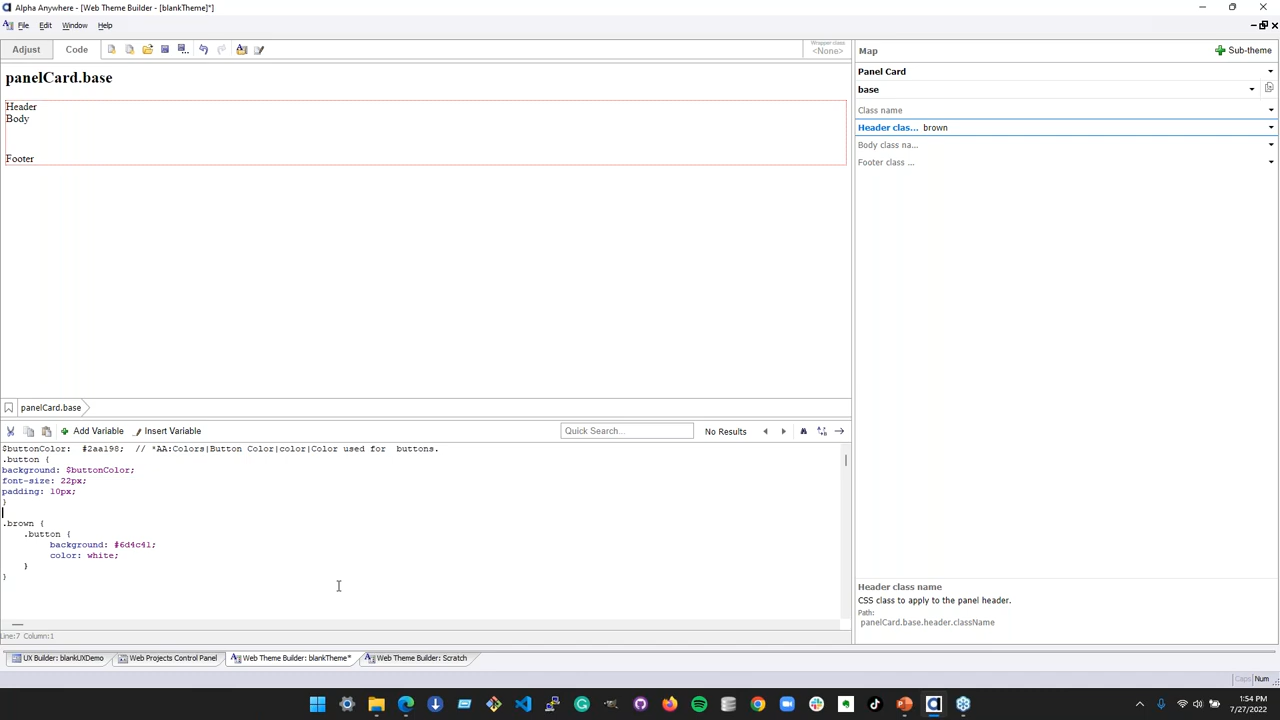 Alpha Anywhere - [Web Theme Builder - [blankTheme]*]
File Edit Window Help
Adjust Code
Wrapper class
<None>
Map
Sub-theme
panelCard.base
Header
Body
Footer
Panel Card
base
Class name
Header clas... brown
Body class na...
Footer class ...
panelCard.base
Add Variable Insert Variable Quick Search... No Results
$buttonColor: #2aa198; // *AA:Colors|Button Color|color|Color used for buttons.
.button {
background: $buttonColor;
font-size: 22px;
padding: 10px;
}
.brown {
.button {
background: #6d4c41;
color: white;
}
}
Header class name
CSS class to apply to the panel header.
Path:
panelCard.base.header.className
Line:7 Column:1
UX Builder: blankUXDemo Web Projects Control Panel Web Theme Builder: blankTheme* Web Theme Builder: Scratch
Caps Num
1:54 PM
7/27/2022